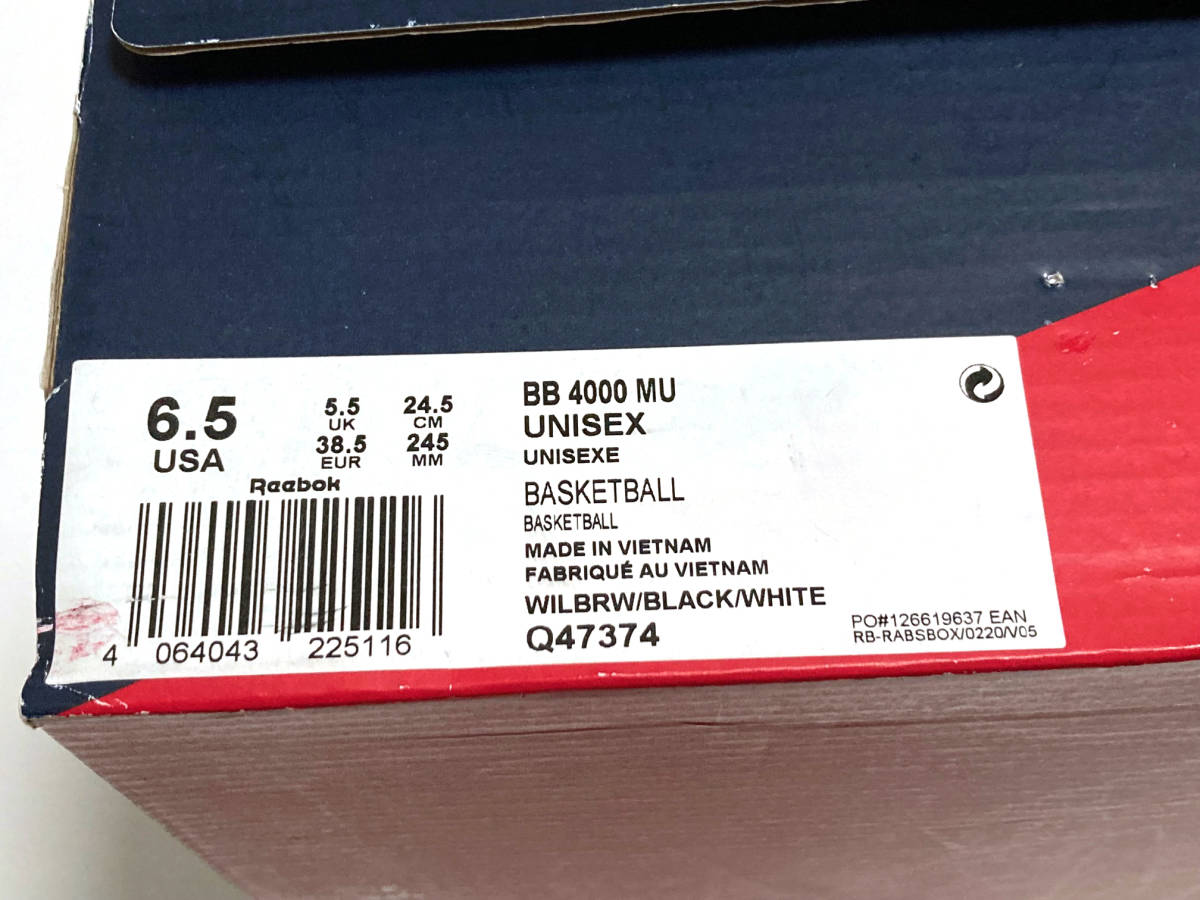 6.5
USA
5.5
UK
38.5
EUR
24.5
CM
245
MM
Reebok
4 064043 225116
BB 4000 MU
UNISEX
UNISEXE
BASKETBALL
BASKETBALL
MADE IN VIETNAM
FABRIQUÉ AU VIETNAM
WILBRW/BLACK/WHITE
Q47374
PO#126619637 EAN
RB-RABSBOX/0220/V05